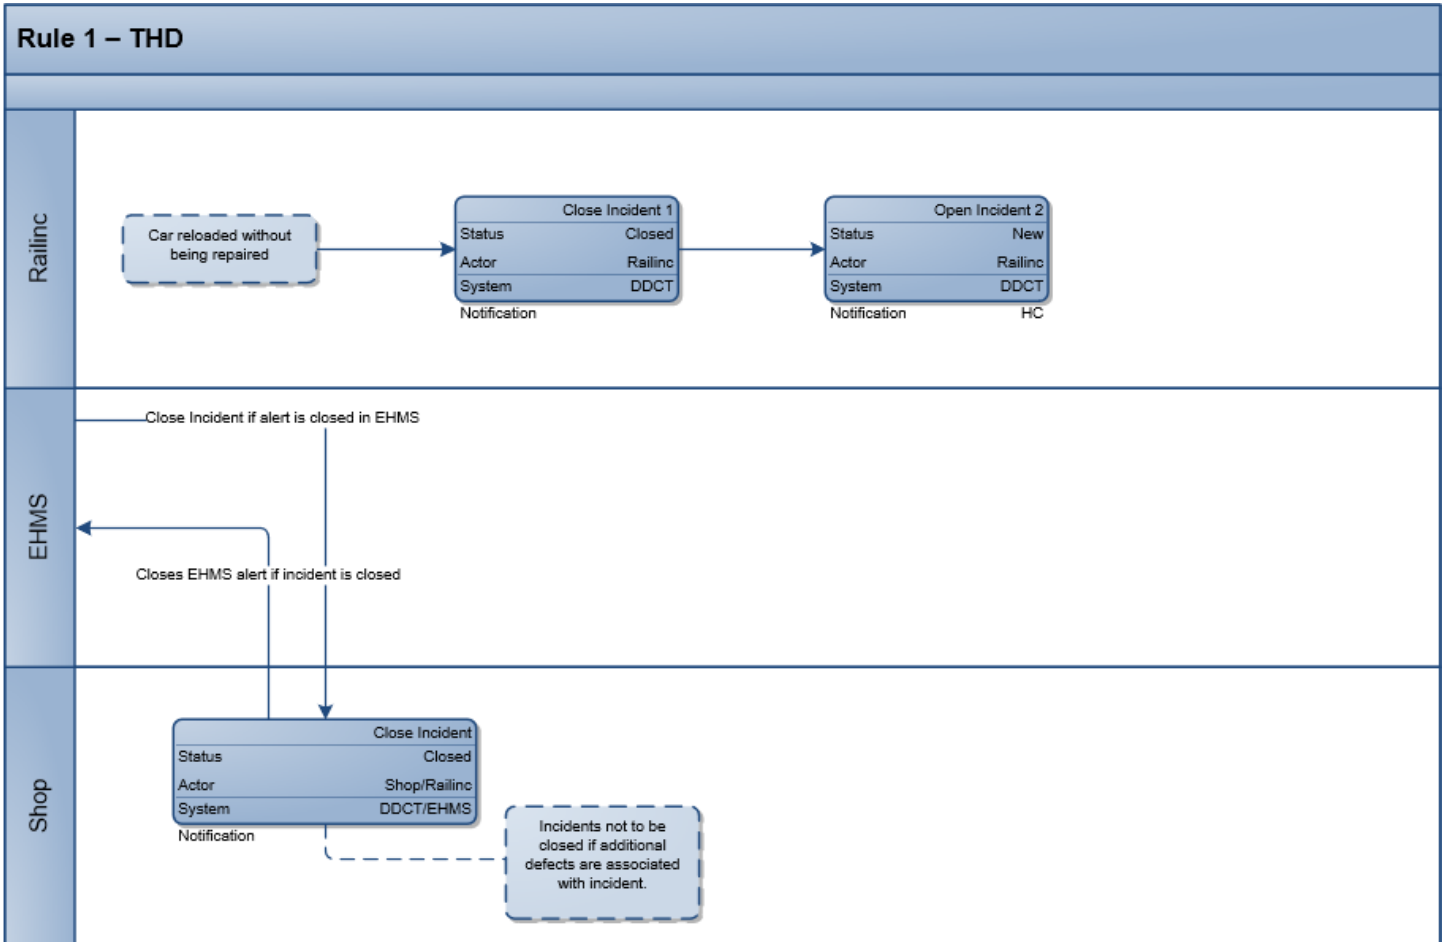 Rule 1 – THD
Railinc
Car reloaded without
being repaired
Close Incident 1
Status Closed
Actor Railinc
System DDCT
Notification
Open Incident 2
Status New
Actor Railinc
System DDCT
Notification HC
EHMS
Close Incident if alert is closed in EHMS
Closes EHMS alert if incident is closed
Shop
Close Incident
Status Closed
Actor Shop/Railinc
System DDCT/EHMS
Notification
Incidents not to be
closed if additional
defects are associated
with incident.